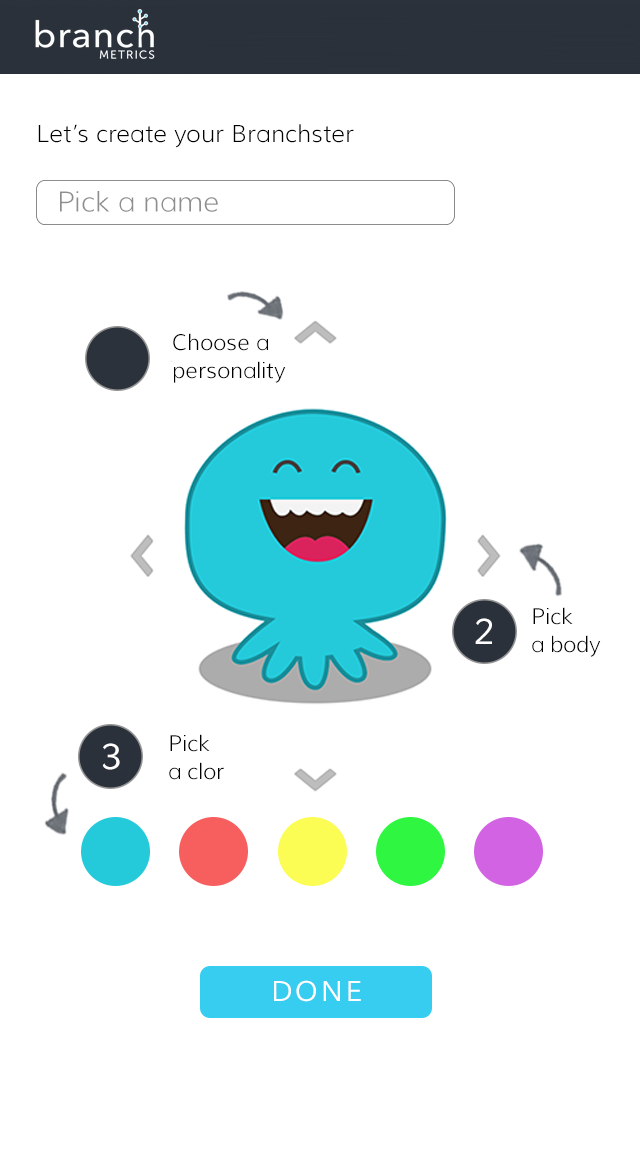 branch
METRICS
Let's create your Branchster
Pick a name
Choose a
personality
2
Pick
a body
3
Pick
a clor
DONE